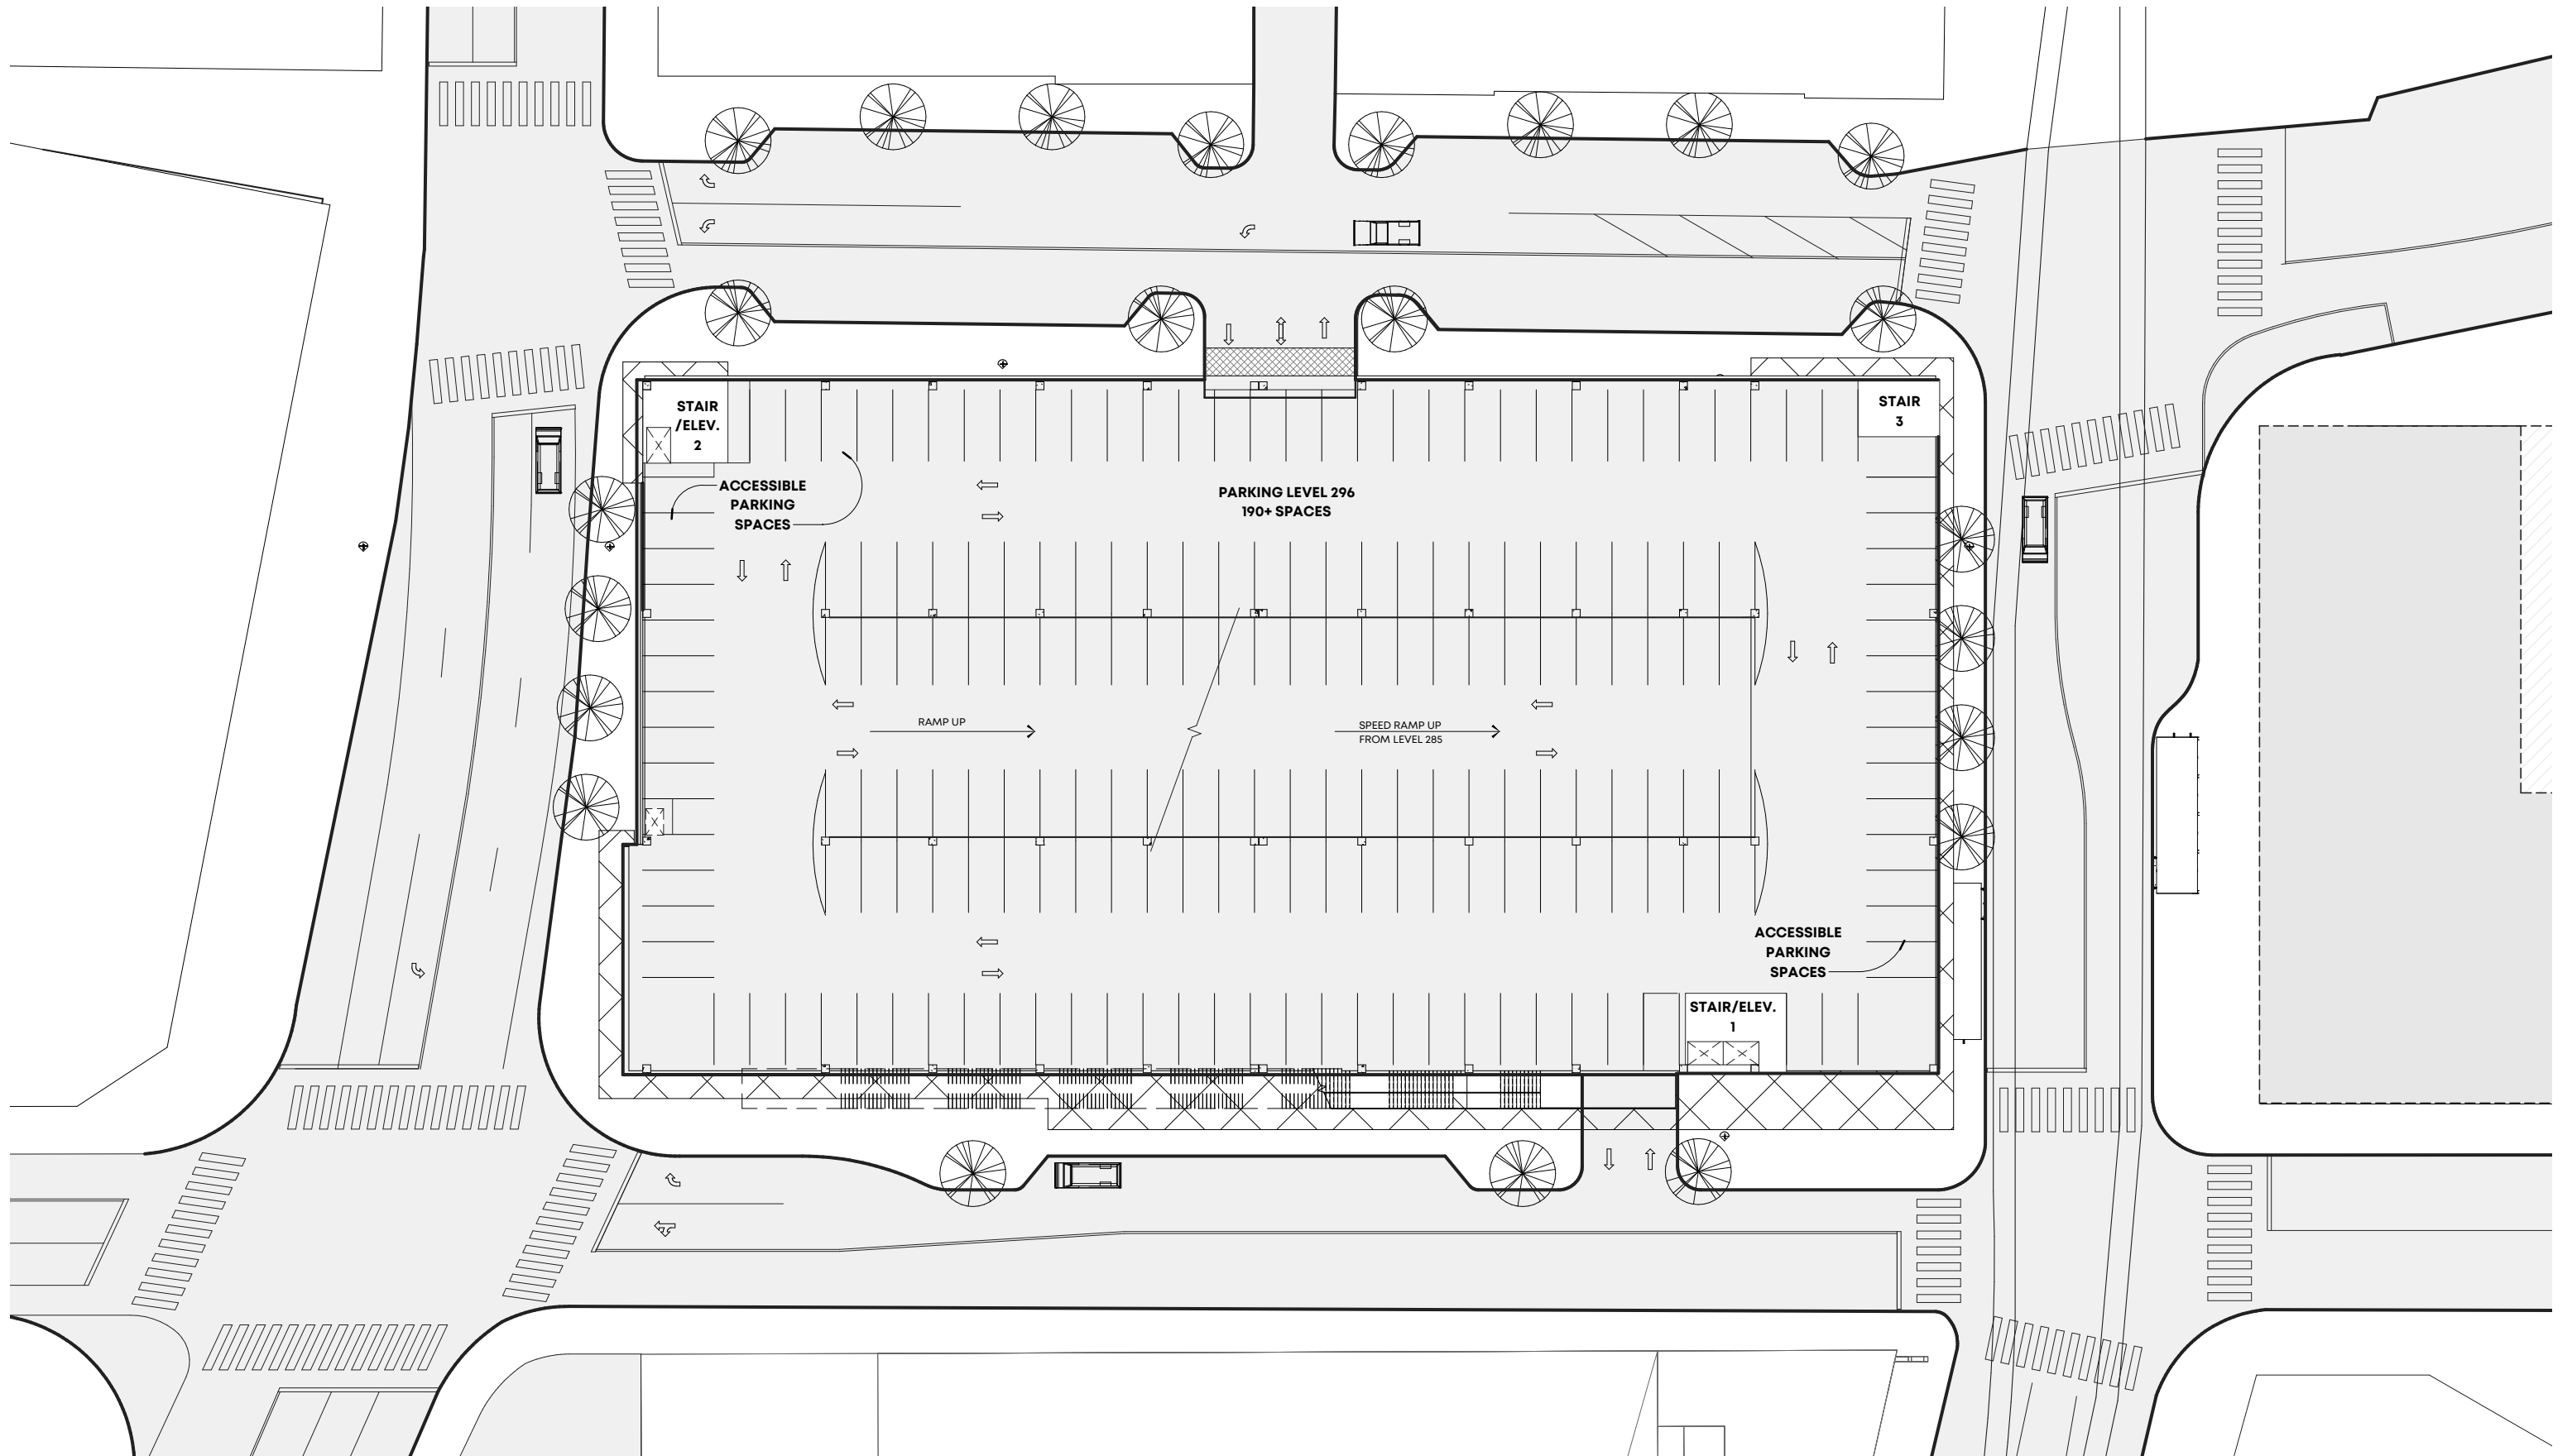 STAIR
/ELEV.
2
STAIR
3
ACCESSIBLE
PARKING
SPACES
PARKING LEVEL 296
190+ SPACES
RAMP UP
SPEED RAMP UP
FROM LEVEL 285
ACCESSIBLE
PARKING
SPACES
STAIR/ELEV.
1